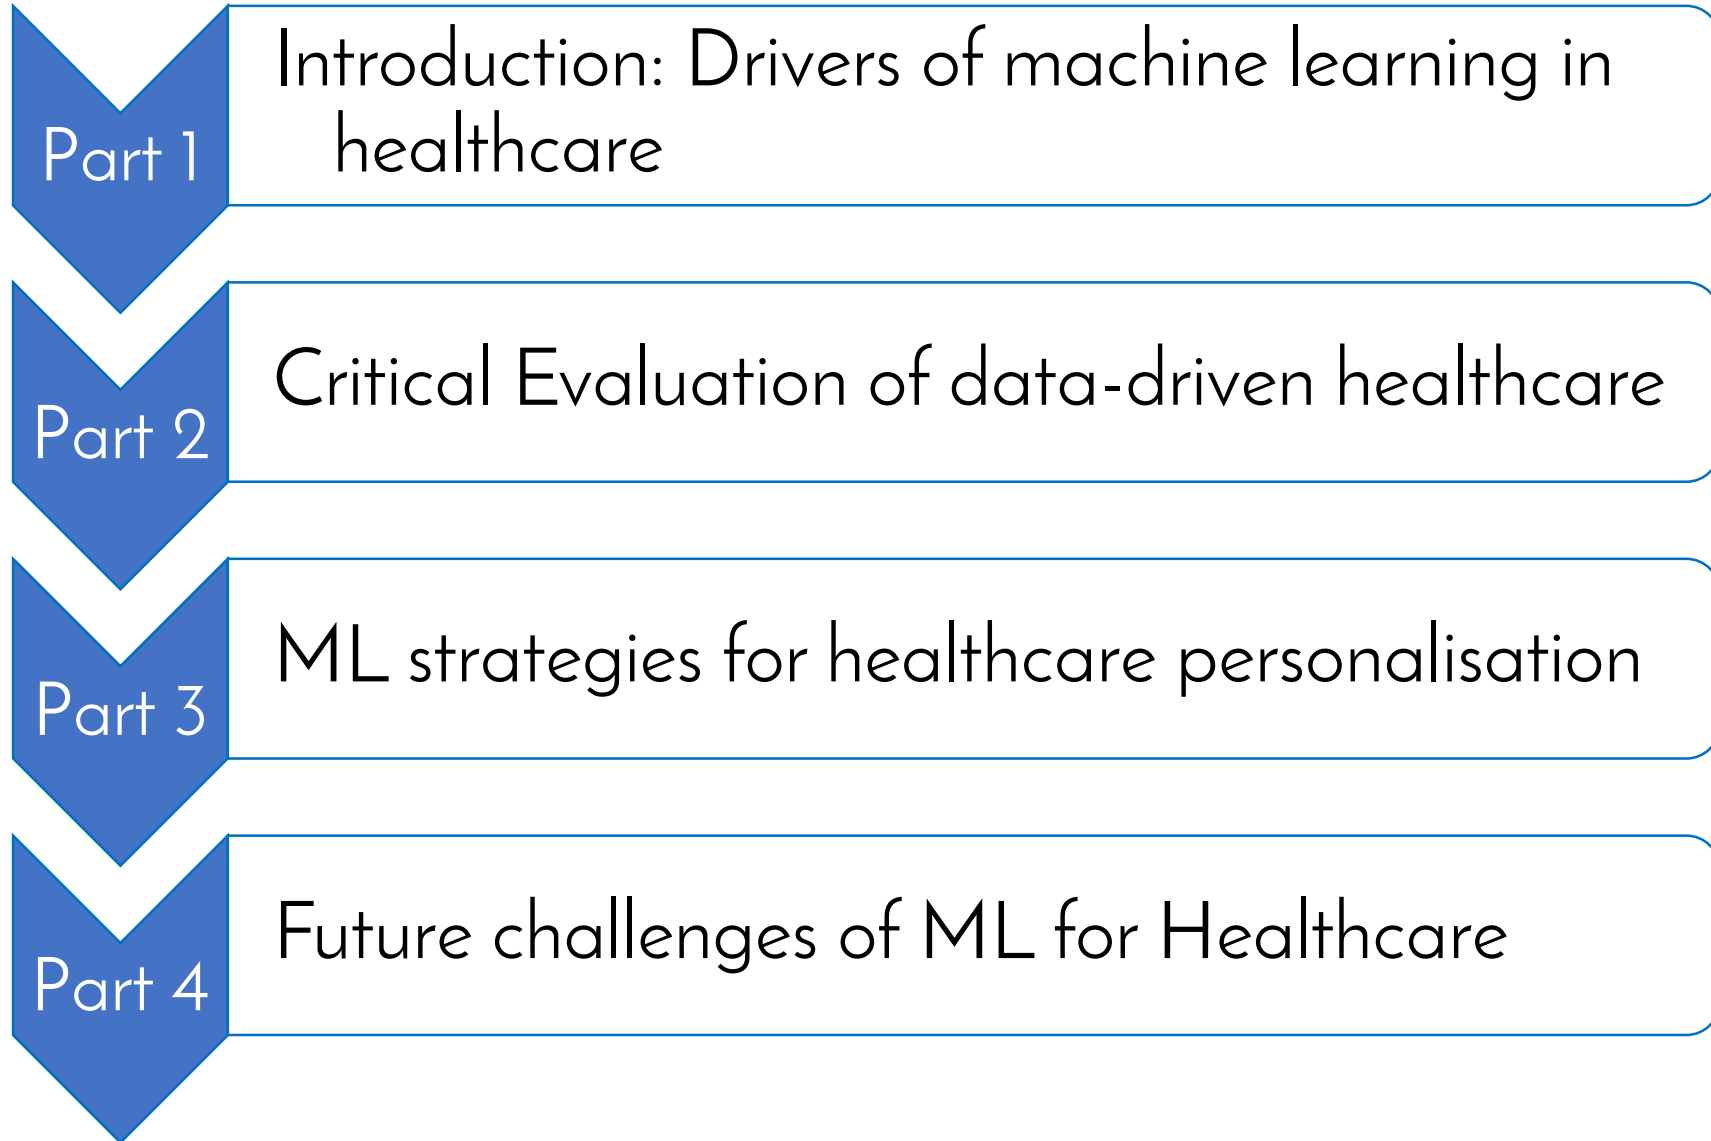 Part 1
Introduction: Drivers of machine learning in
healthcare
Part 2
Critical Evaluation of data-driven healthcare
Part 3
ML strategies for healthcare personalisation
Part 4
Future challenges of ML for Healthcare